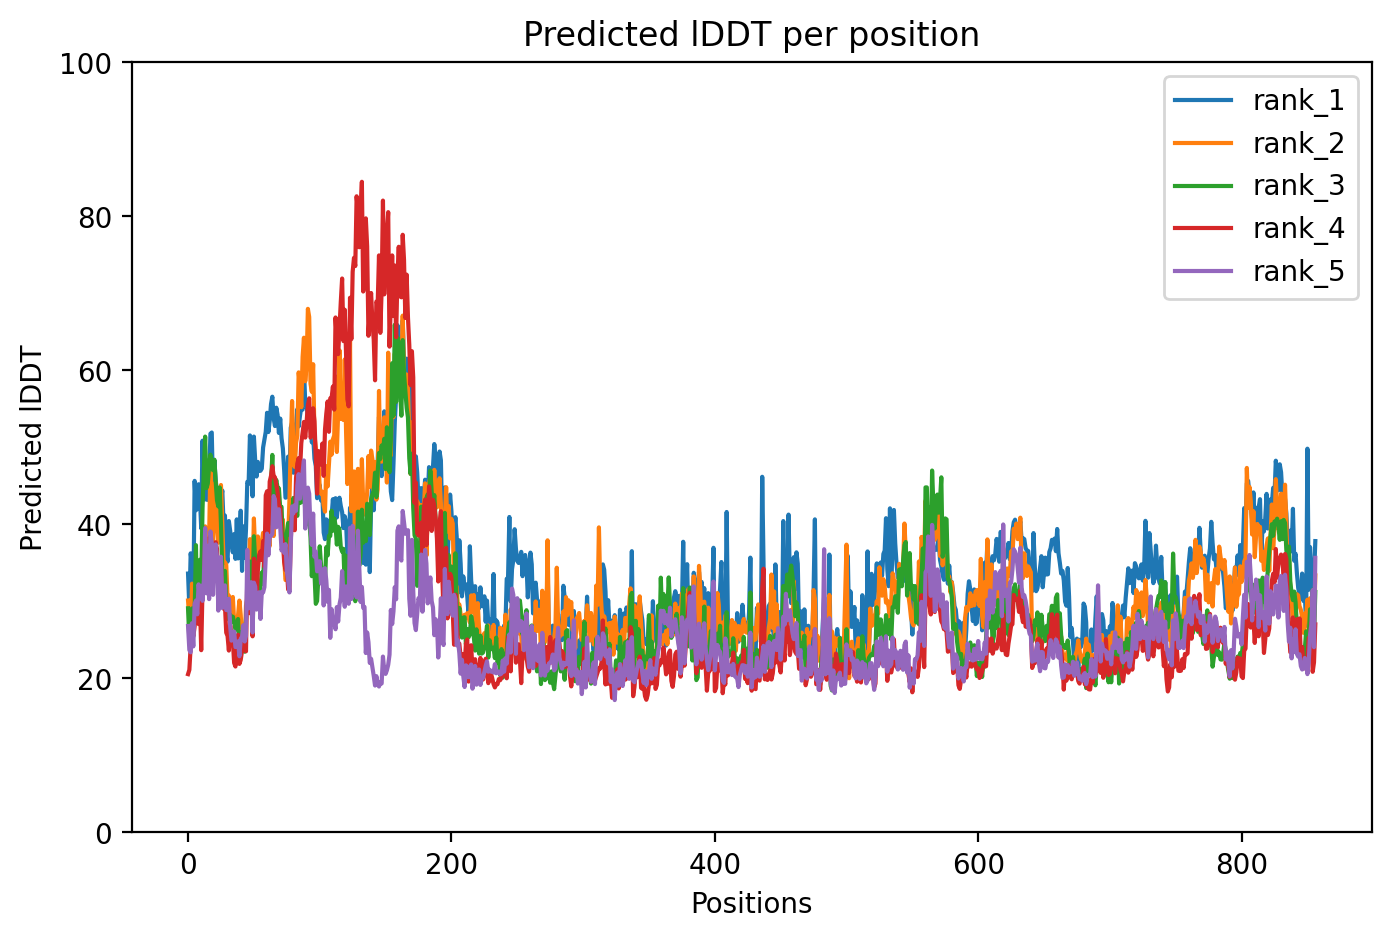 Predicted lDDT per position
100
80
60
40
20
0
Predicted lDDT
0 200 400 600 800
Positions
rank_1
rank_2
rank_3
rank_4
rank_5